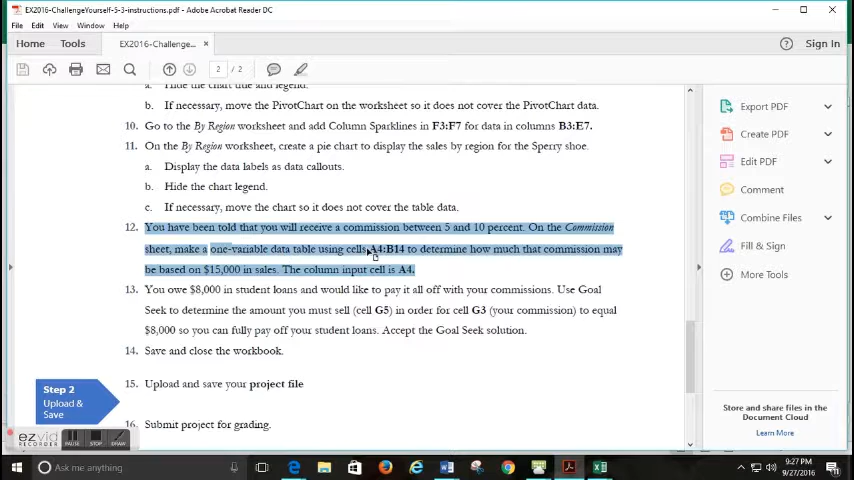 EX2016-ChallengeYourself-5-3-instructions.pdf - Adobe Acrobat Reader DC
File Edit View Window Help
Home Tools EX2016-Challenge... × Sign In
2 / 2
a. Hide the chart title and legend.
b. If necessary, move the PivotChart on the worksheet so it does not cover the PivotChart data.
10. Go to the By Region worksheet and add Column Sparklines in F3:F7 for data in columns B3:E7.
11. On the By Region worksheet, create a pie chart to display the sales by region for the Sperry shoe.
a. Display the data labels as data callouts.
b. Hide the chart legend.
c. If necessary, move the chart so it does not cover the table data.
12. You have been told that you will receive a commission between 5 and 10 percent. On the Commission
sheet, make a one-variable data table using cells A4:B14 to determine how much that commission may
be based on $15,000 in sales. The column input cell is A4.
13. You owe $8,000 in student loans and would like to pay it all off with your commissions. Use Goal
Seek to determine the amount you must sell (cell G5) in order for cell G3 (your commission) to equal
$8,000 so you can fully pay off your student loans. Accept the Goal Seek solution.
14. Save and close the workbook.
15. Upload and save your project file
16. Submit project for grading.
Step 2
Upload &
Save
Export PDF
Create PDF
Edit PDF
Comment
Combine Files
Fill & Sign
More Tools
Store and share files in the
Document Cloud
Learn More
ezvid
RECORDER
PAUSE STOP DRAW
Ask me anything
9:27 PM
9/27/2016